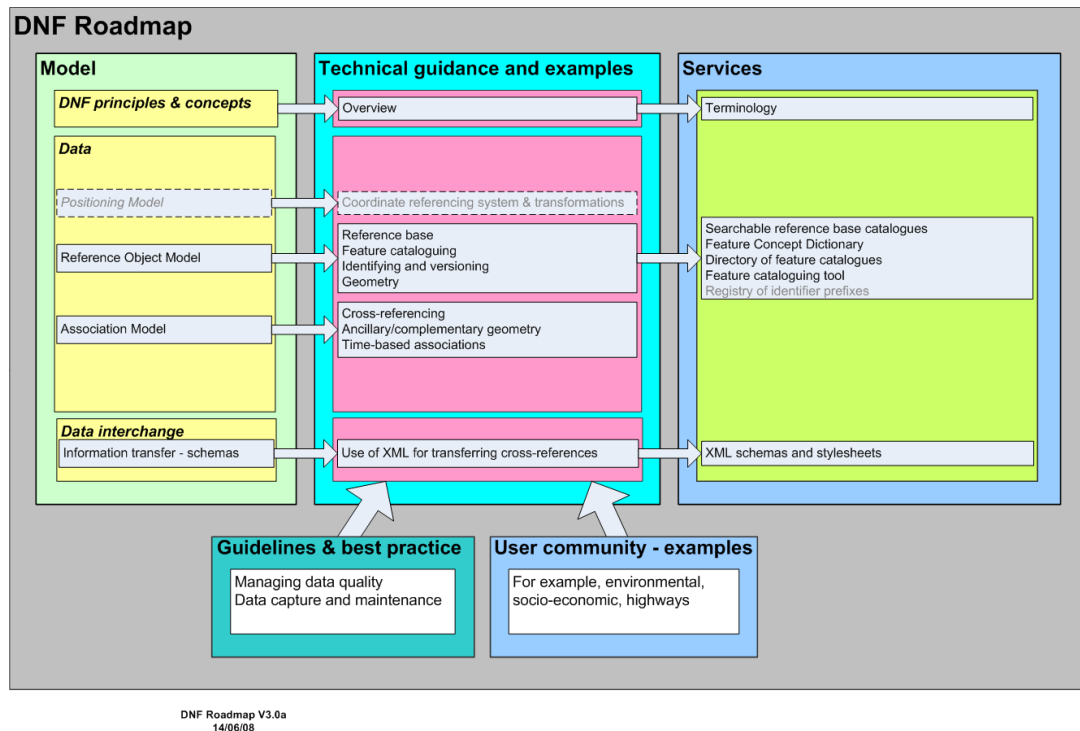 DNF Roadmap
Model
DNF principles & concepts
Data
Positioning Model
Reference Object Model
Association Model
Data interchange
Information transfer - schemas
Technical guidance and examples
Overview
Coordinate referencing system & transformations
Reference base
Feature cataloguing
Identifying and versioning
Geometry
Cross-referencing
Ancillary/complementary geometry
Time-based associations
Use of XML for transferring cross-references
Services
Terminology
Searchable reference base catalogues
Feature Concept Dictionary
Directory of feature catalogues
Feature cataloguing tool
Registry of identifier prefixes
XML schemas and stylesheets
Guidelines & best practice
Managing data quality
Data capture and maintenance
User community - examples
For example, environmental,
socio-economic, highways
DNF Roadmap V3.0a
14/06/08